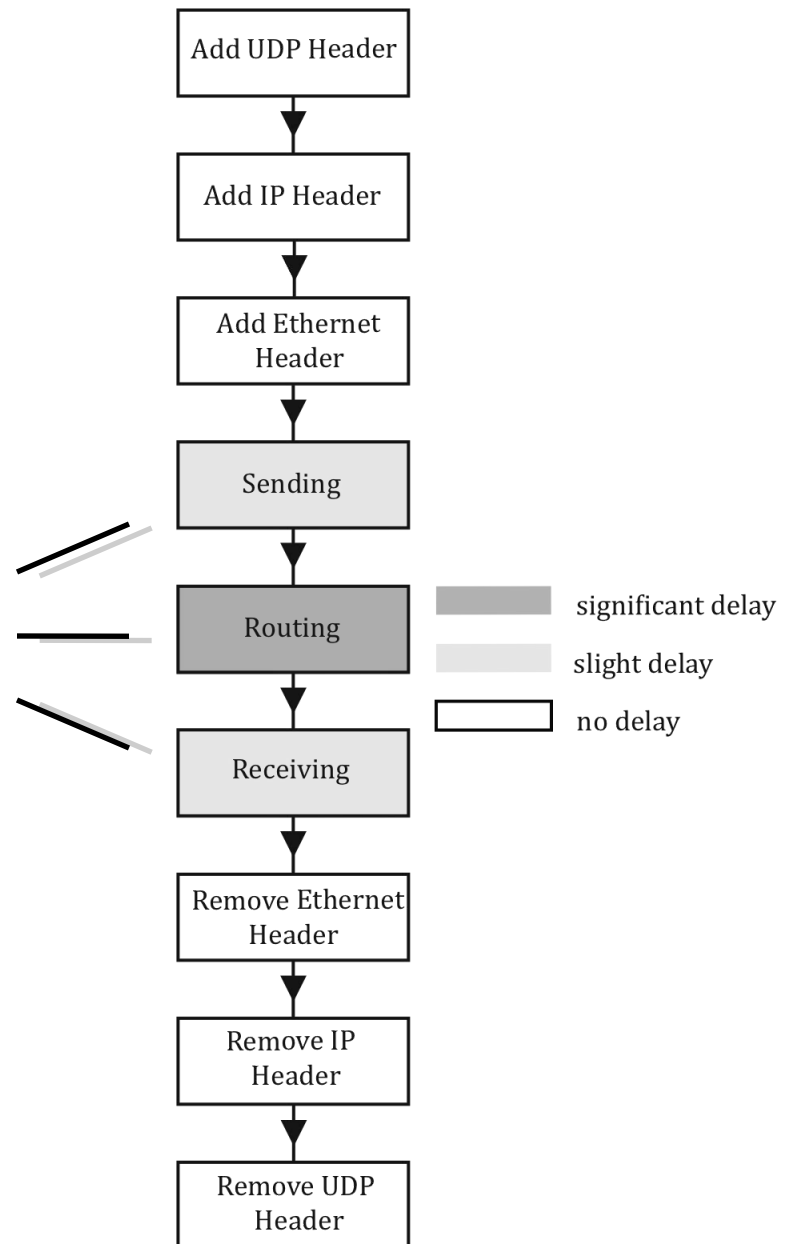 Add UDP Header
Add IP Header
Add Ethernet
Header
Sending
Routing
Receiving
Remove Ethernet
Header
Remove IP
Header
Remove UDP
Header
significant delay
slight delay
no delay